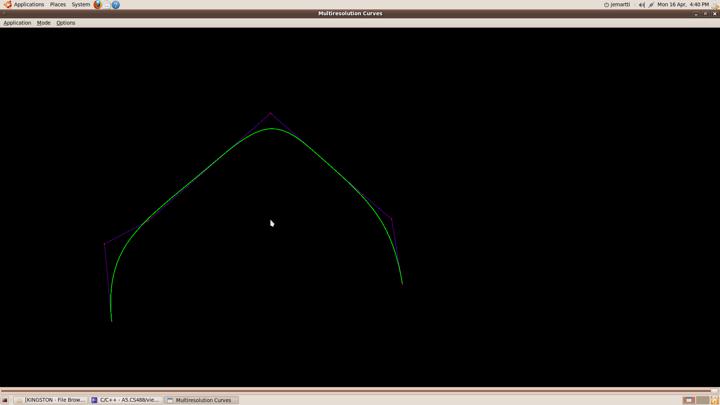 Applications Places System jemartti Mon 16 Apr, 4:40 PM
Multiresolution Curves
Application Mode Options
[KINGSTON - File Brow... C/C++ - A5.CS488/vie... Multiresolution Curves